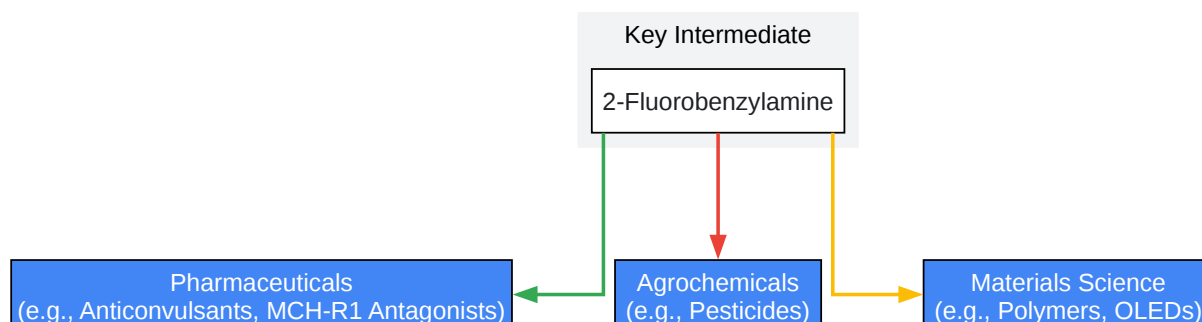 Key Intermediate
2-Fluorobenzylamine
Pharmaceuticals
(e.g., Anticonvulsants, MCH-R1 Antagonists)
Agrochemicals
(e.g., Pesticides)
Materials Science
(e.g., Polymers, OLEDs)